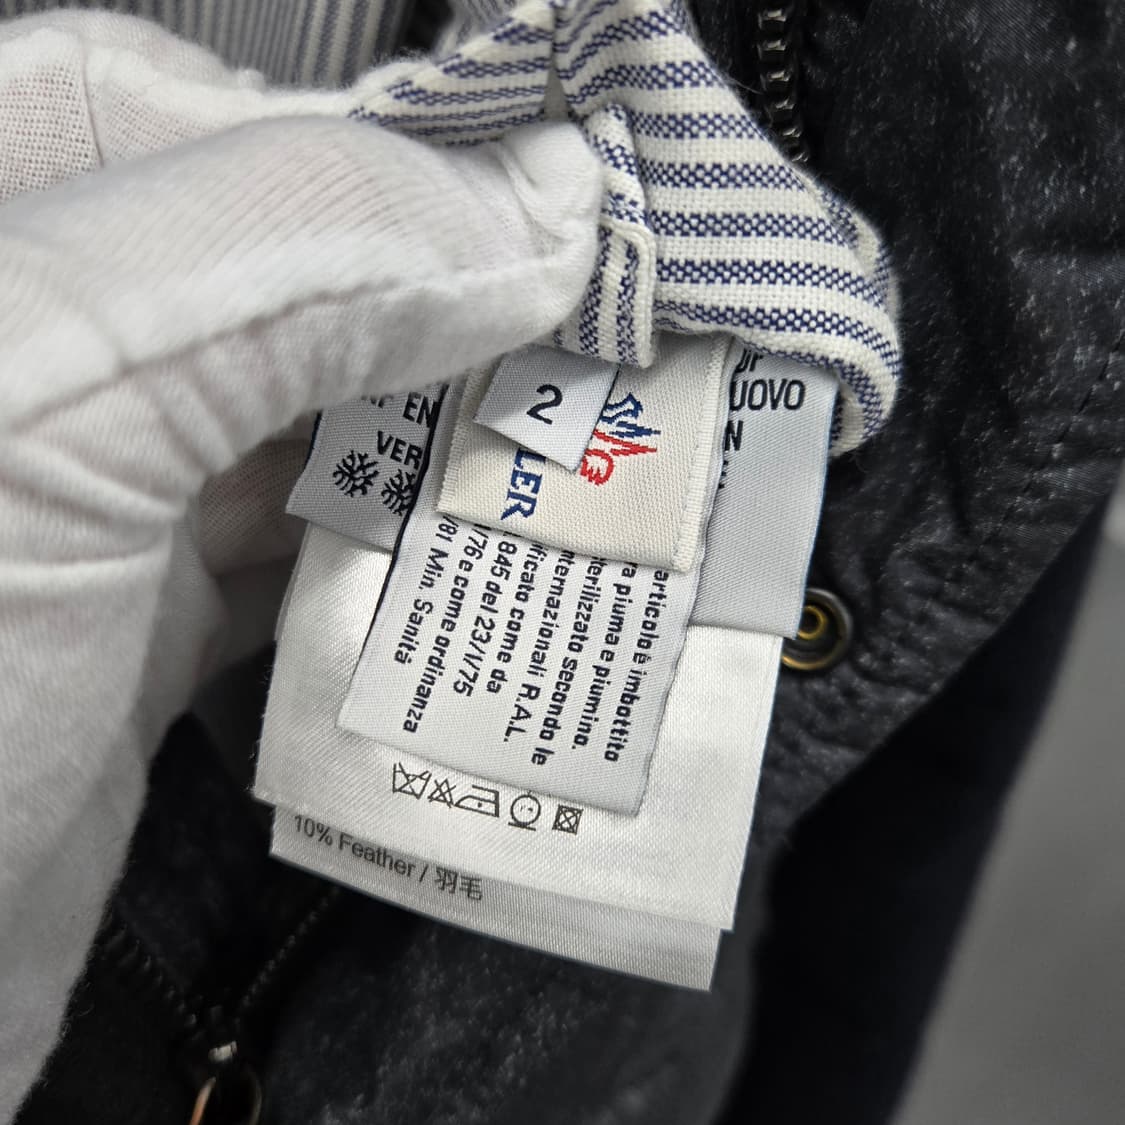 2
LER
EN
VER
UOVO
N
articolo è imbottito
ra piuma e piumino.
terilizzato secondo le
nternazionali R.A.L.
ificato come da
845 del 23/V/75
/76 e come ordinanza
/81 Min. Sanità
10% Feather / 羽毛